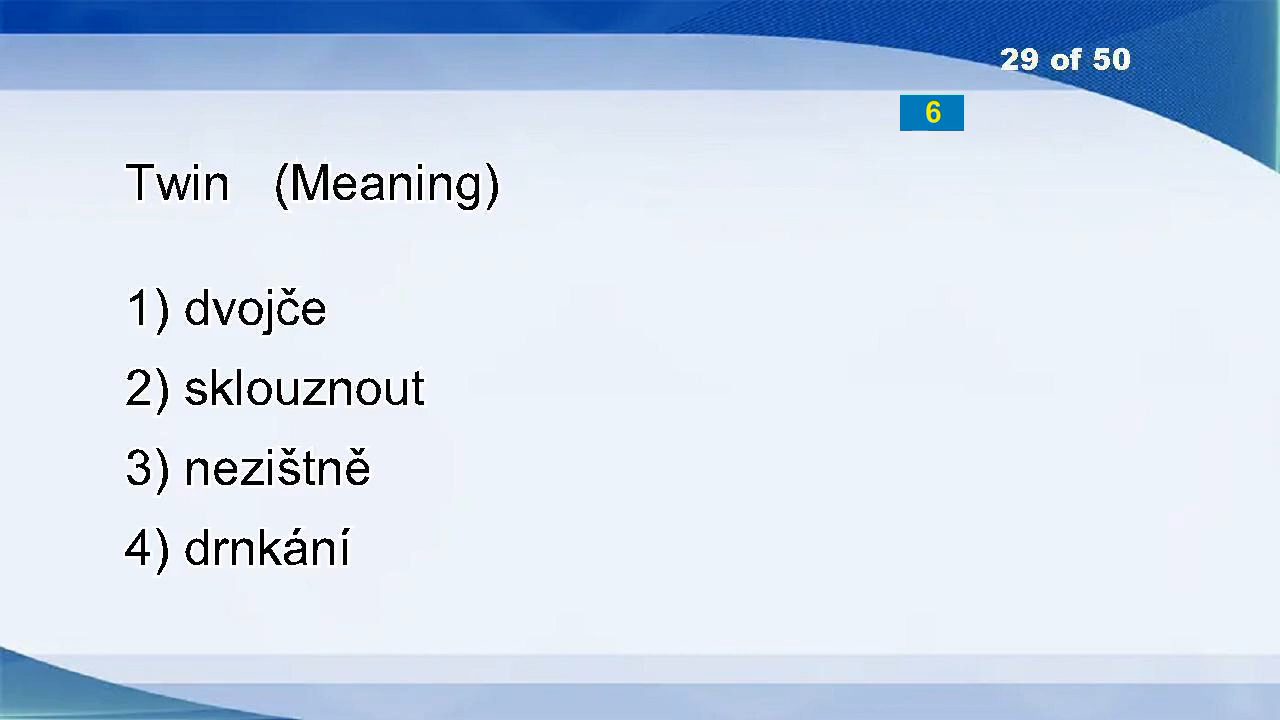 29 of 50
6
Twin (Meaning)
1) dvojče
2) sklouznout
3) nezištně
4) drnkání